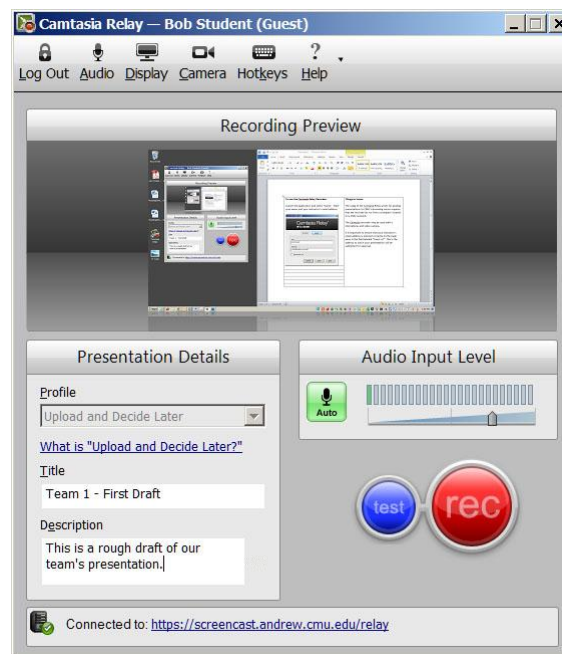 Camtasia Relay — Bob Student (Guest)
Log Out Audio Display Camera Hotkeys Help
Recording Preview
Camtasia Relay
Presentation Details
Profile
Upload and Decide Later
What is "Upload and Decide Later?"
Title
Team 1 - First Draft
Description
This is a rough draft of our
team's presentation.
Audio Input Level
Auto
test rec
Connected to: https://screencast.andrew.cmu.edu/relay